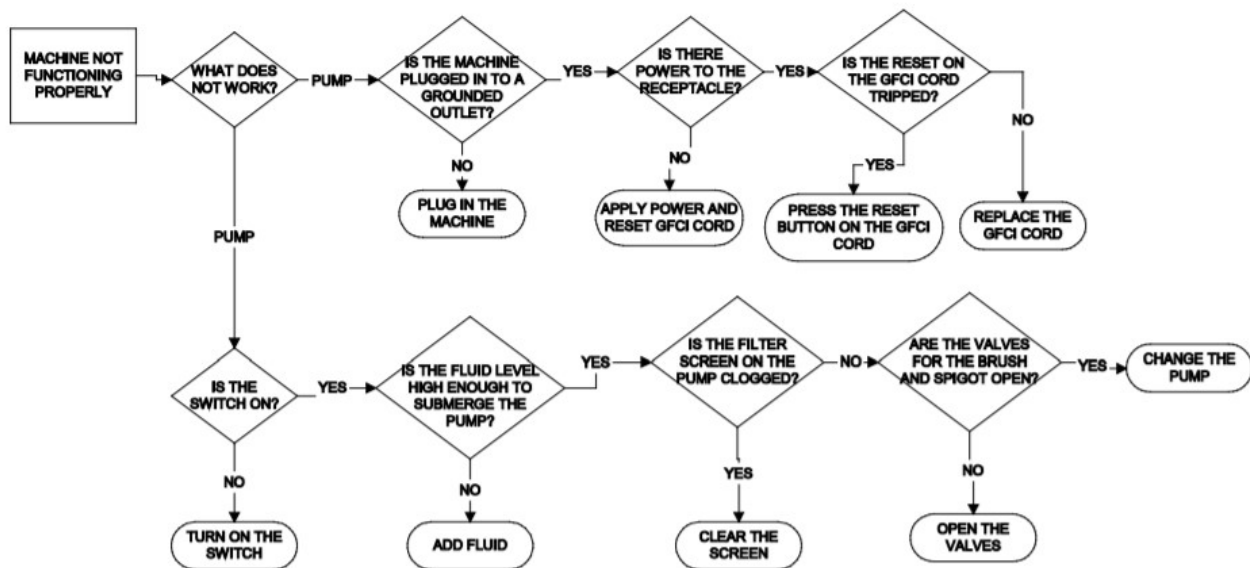 MACHINE NOT
FUNCTIONING
PROPERLY
WHAT DOES
NOT WORK?
PUMP
IS THE MACHINE
PLUGGED IN TO A
GROUNDED
OUTLET?
YES
IS THERE
POWER TO THE
RECEPTACLE?
YES
IS THE RESET ON
THE GFCI CORD
TRIPPED?
NO
NO
YES
NO
PLUG IN THE
MACHINE
APPLY POWER AND
RESET GFCI CORD
PRESS THE RESET
BUTTON ON THE GFCI
CORD
REPLACE THE
GFCI CORD
PUMP
IS THE
SWITCH ON?
YES
IS THE FLUID LEVEL
HIGH ENOUGH TO
SUBMERGE THE
PUMP?
YES
IS THE FILTER
SCREEN ON THE
PUMP CLOGGED?
NO
ARE THE VALVES
FOR THE BRUSH
AND SPIGOT OPEN?
YES
CHANGE THE
PUMP
NO
NO
YES
NO
TURN ON THE
SWITCH
ADD FLUID
CLEAR THE
SCREEN
OPEN THE
VALVES